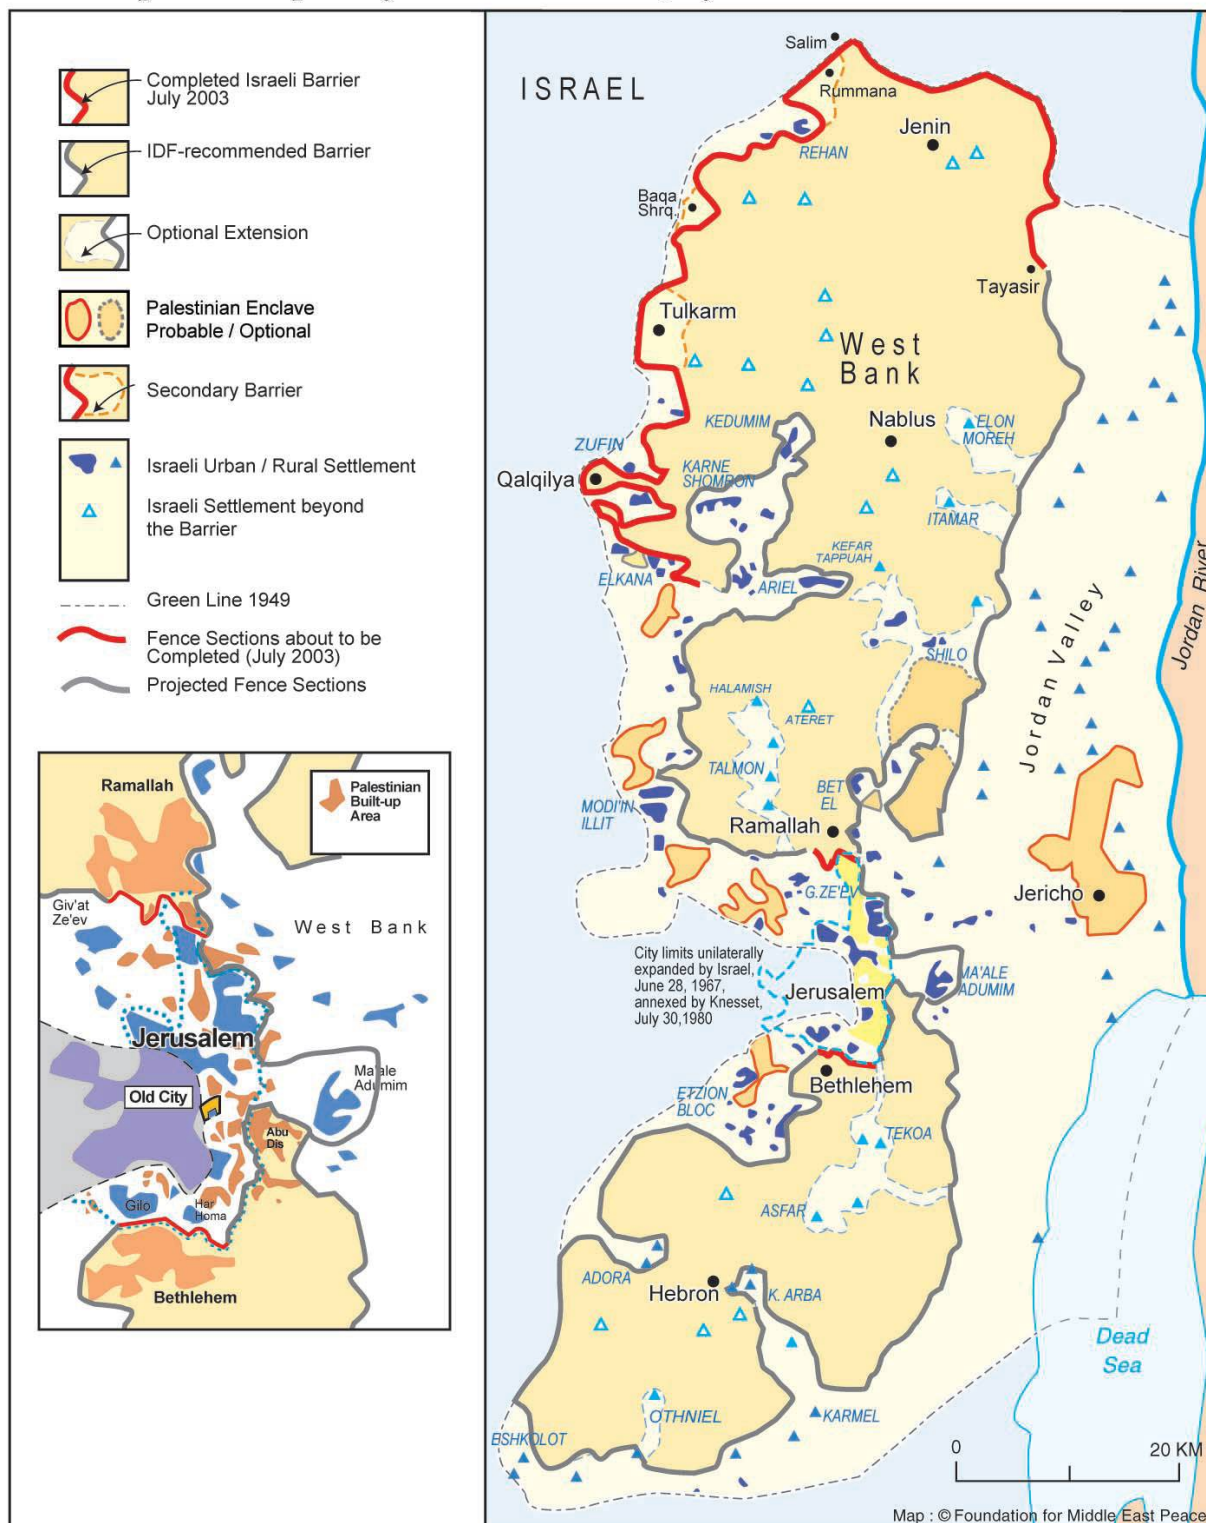 Completed Israeli Barrier
July 2003
IDF-recommended Barrier
Optional Extension
Palestinian Enclave
Probable / Optional
Secondary Barrier
Israeli Urban / Rural Settlement
Israeli Settlement beyond
the Barrier
Green Line 1949
Fence Sections about to be
Completed (July 2003)
Projected Fence Sections
Ramallah
Palestinian
Built-up
Area
Giv'at
Ze'ev
West Bank
Jerusalem
Ma'ale
Adumim
Old City
Abu
Dis
Gilo
Har
Homa
Bethlehem
ISRAEL
Salim
Rummana
Jenin
REHAN
Baqa
Shrq.
Tayasir
Tulkarm
West
Bank
KEDUMIM
Nablus
ELON
MOREH
ZUFIN
KARNE
SHOMRON
Qalqilya
ITAMAR
KEFAR
TAPPUAH
ELKANA
ARIEL
SHILO
Jordan Valley
Jordan River
HALAMISH
ATERET
TALMON
BET
EL
MODI'IN
ILLIT
Ramallah
G.ZE'EV
Jericho
City limits unilaterally
expanded by Israel,
June 28, 1967,
annexed by Knesset,
July 30,1980
Jerusalem
MA'ALE
ADUMIM
Bethlehem
ETZION
BLOC
TEKOA
ASFAR
ADORA
Hebron
K. ARBA
Dead
Sea
OTHNIEL
KARMEL
ESHKOLOT
0 20 KM
Map : © Foundation for Middle East Peace